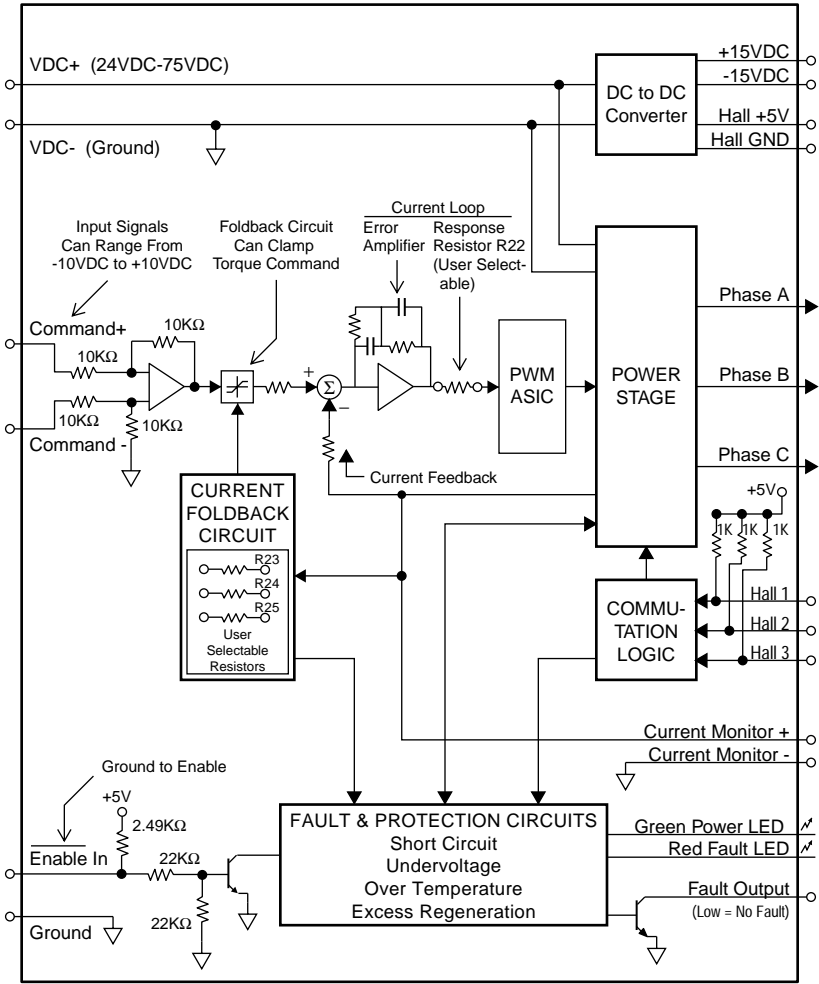 VDC+ (24VDC-75VDC)
VDC- (Ground)
DC to DC
Converter
+15VDC
-15VDC
Hall +5V
Hall GND
Input Signals
Can Range From
-10VDC to +10VDC
Foldback Circuit
Can Clamp
Torque Command
Current Loop
Error
Amplifier
Response
Resistor R22
(User Select-
able)
Command+
10KΩ
10KΩ
10KΩ
10KΩ
Command -
+
Σ
−
PWM
ASIC
POWER
STAGE
Phase A
Phase B
Phase C
Current Feedback
CURRENT
FOLDBACK
CIRCUIT
R23
R24
R25
User
Selectable
Resistors
+5V
1K
1K
1K
COMMU-
TATION
LOGIC
Hall 1
Hall 2
Hall 3
Current Monitor +
Current Monitor -
Ground to Enable
+5V
2.49KΩ
Enable In
22KΩ
22KΩ
Ground
FAULT & PROTECTION CIRCUITS
Short Circuit
Undervoltage
Over Temperature
Excess Regeneration
Green Power LED
Red Fault LED
Fault Output
(Low = No Fault)